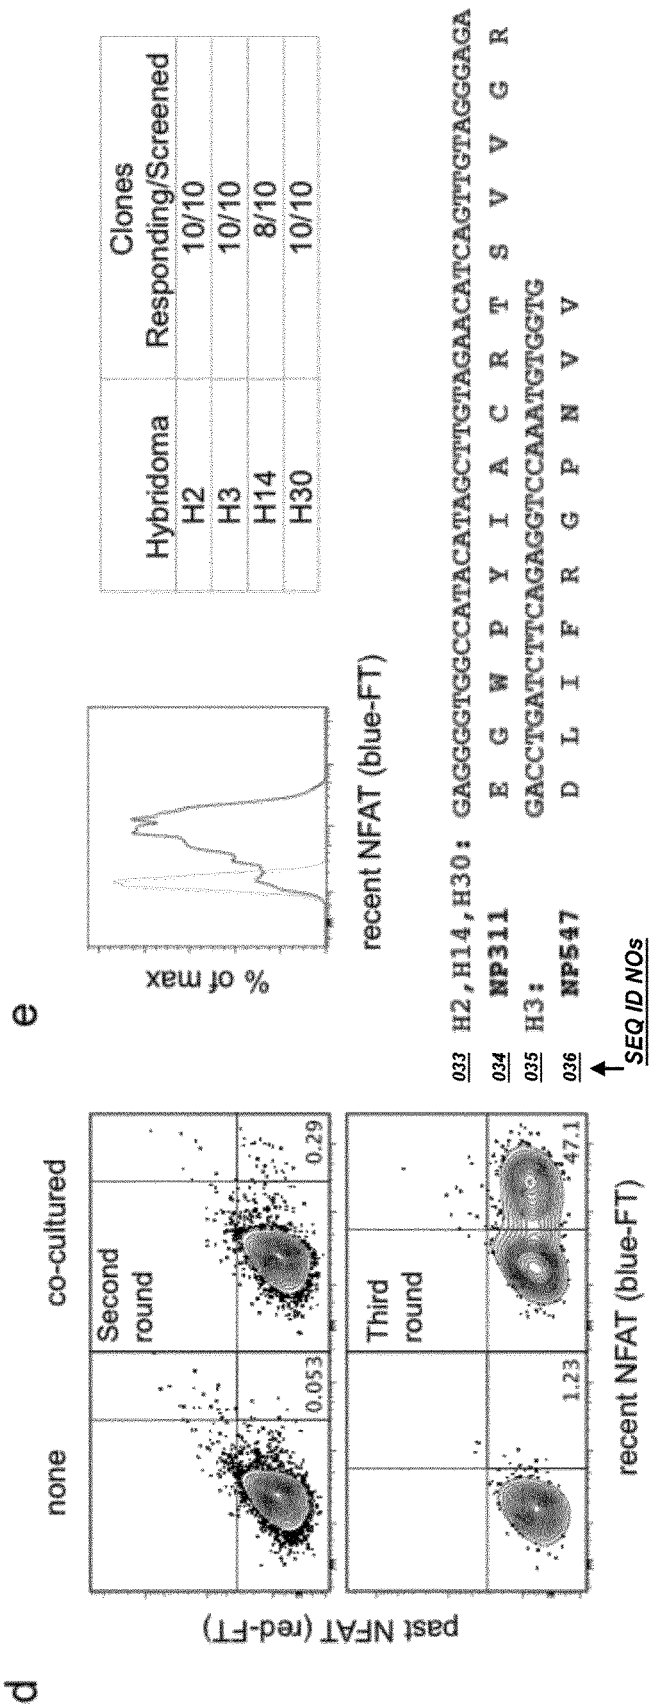 d
none
co-cultured
Second
round
0.053
0.29
Third
round
1.23
47.1
past NFAT (red-FT)
recent NFAT (blue-FT)
e
% of max
recent NFAT (blue-FT)
Hybridoma Clones Responding/Screened
H2 10/10
H3 10/10
H14 8/10
H30 10/10
033 H2,H14,H30: GAGGGGTGGCCATACATAGCTTGTAGAACATCAGTTGTAGGGAGA
034 NP311 E G W P Y I A C R T S V V G R
035 H3: GACCTGATCTTCAGAGGTCCAAATGTGGTG
036 NP547 D L I F R G P N V V
SEQ ID NOs